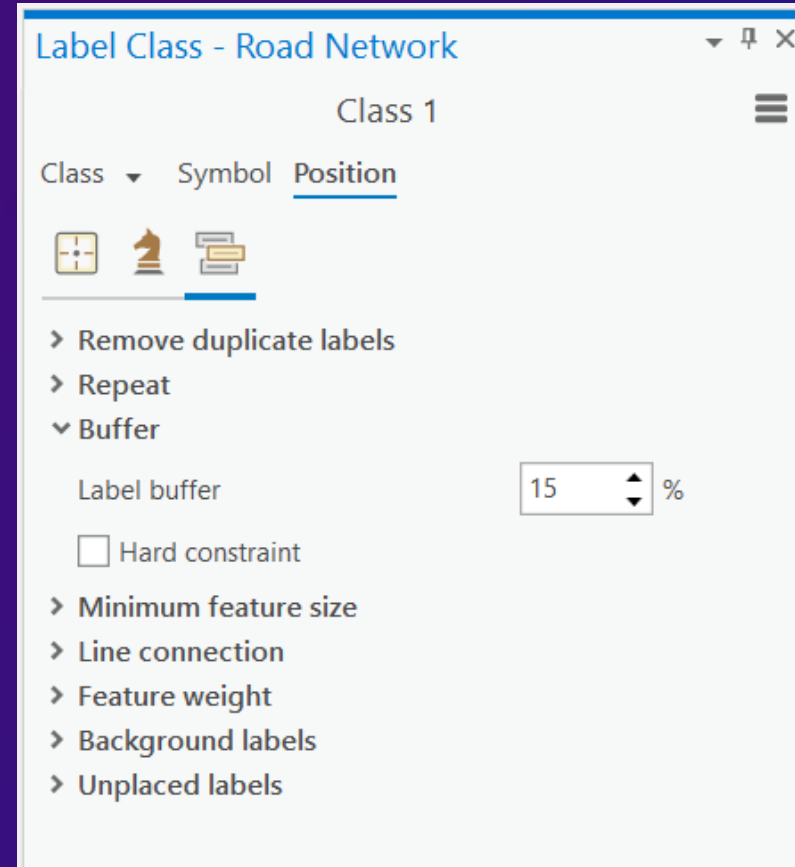 Label Class - Road Network
Class 1
Class Symbol Position
Remove duplicate labels
Repeat
Buffer
Label buffer 15 %
Hard constraint
Minimum feature size
Line connection
Feature weight
Background labels
Unplaced labels